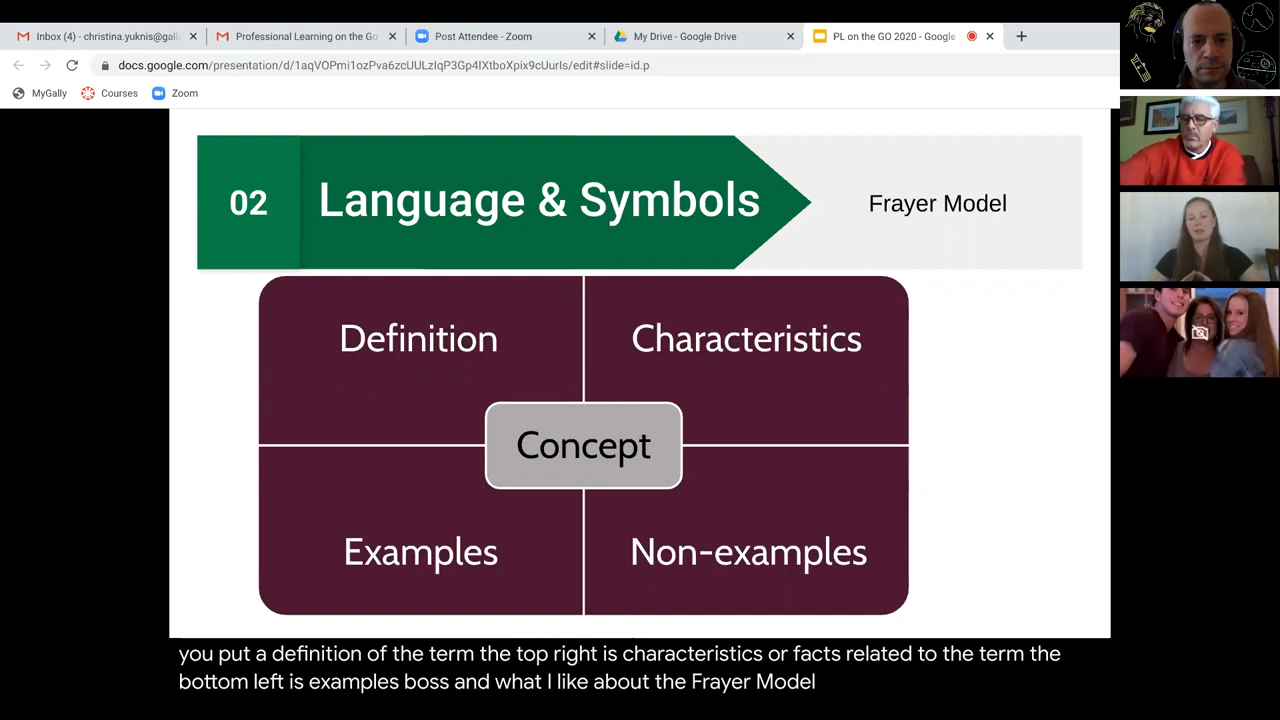 Inbox (4) - christina.yuknis@gall
Professional Learning on the Go
Post Attendee - Zoom
My Drive - Google Drive
PL on the GO 2020 - Google
docs.google.com/presentation/d/1aqVOPmi1ozPva6zcUULzIqP3Gp4IXtboXpix9cUurIs/edit#slide=id.p
MyGally
Courses
Zoom
02
Language & Symbols
Frayer Model
Definition
Characteristics
Concept
Examples
Non-examples
you put a definition of the term the top right is characteristics or facts related to the term the
bottom left is examples boss and what I like about the Frayer Model